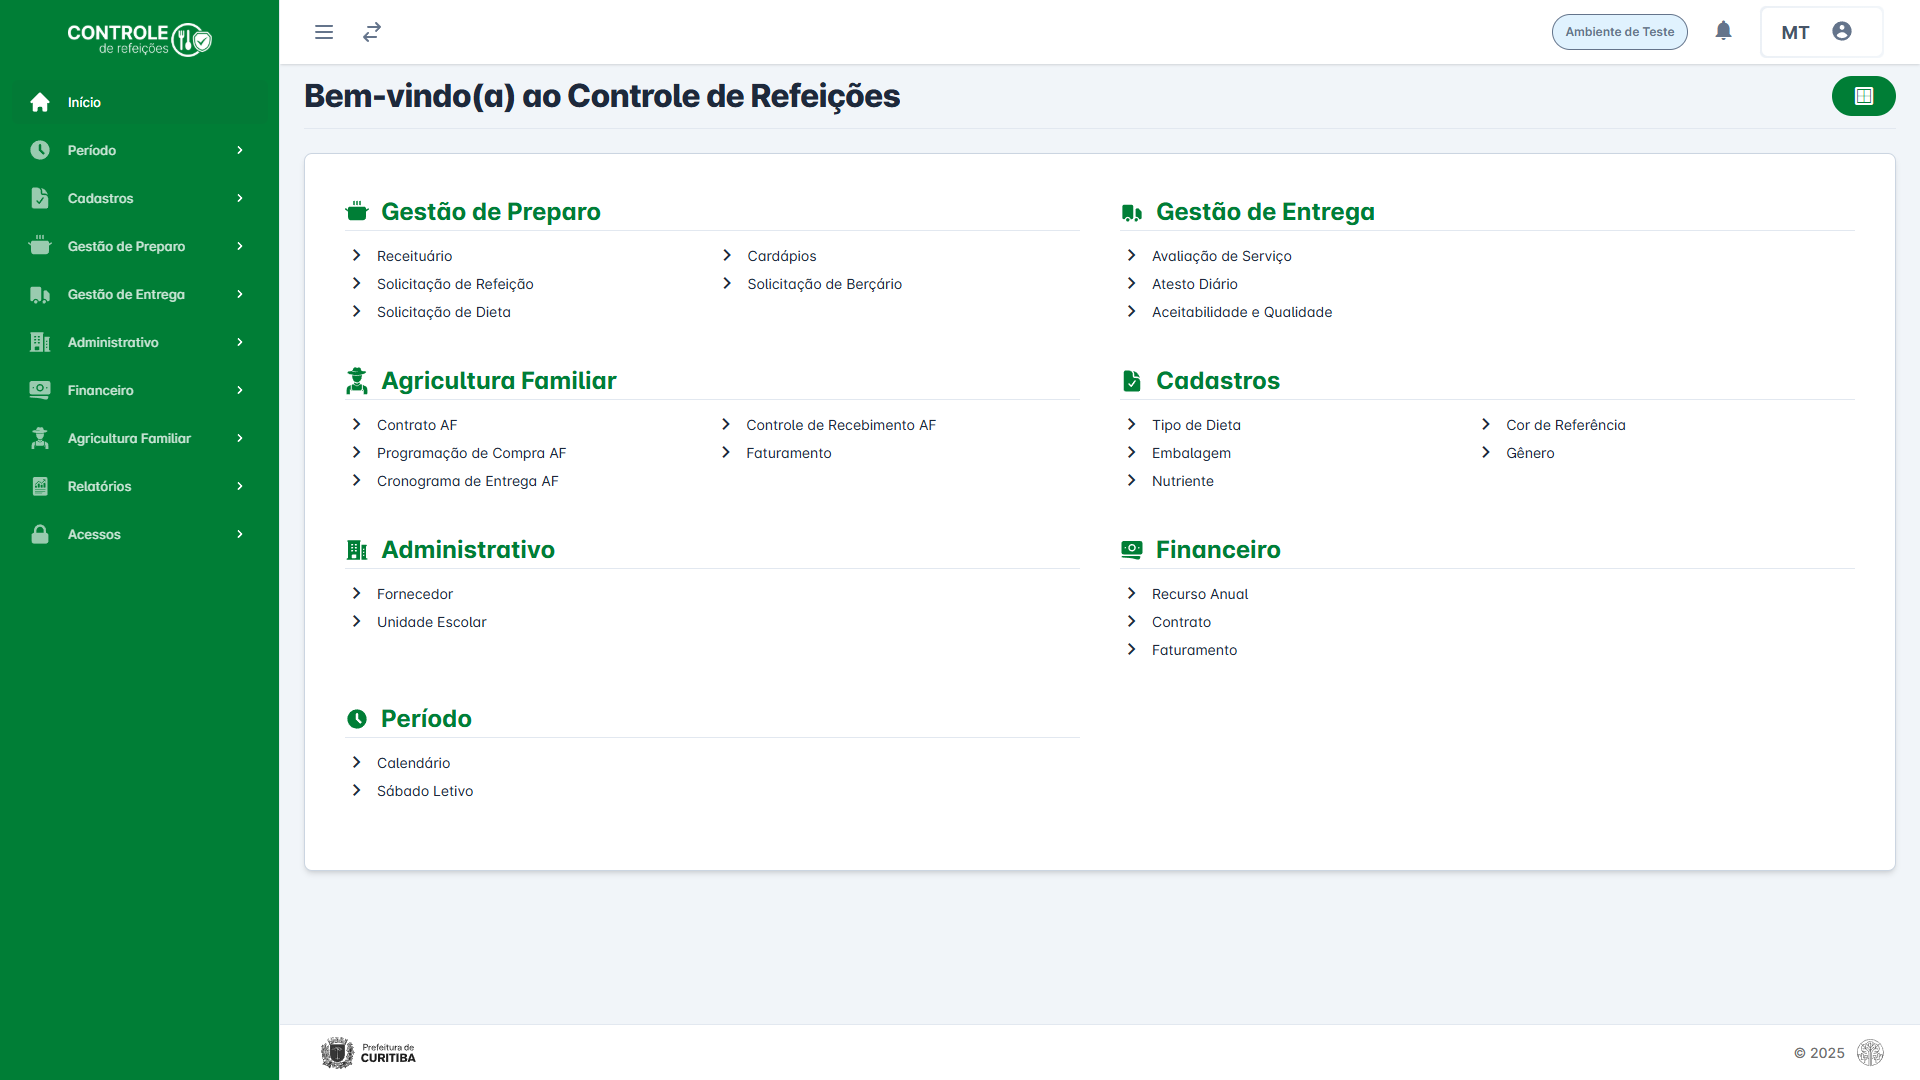 CONTROLE
de refeições
Início
Período
Cadastros
Gestão de Preparo
Gestão de Entrega
Administrativo
Financeiro
Agricultura Familiar
Relatórios
Acessos
Ambiente de Teste
MT
Bem-vindo(a) ao Controle de Refeições
Gestão de Preparo
Receituário
Solicitação de Refeição
Solicitação de Dieta
Cardápios
Solicitação de Berçário
Gestão de Entrega
Avaliação de Serviço
Atesto Diário
Aceitabilidade e Qualidade
Agricultura Familiar
Contrato AF
Programação de Compra AF
Cronograma de Entrega AF
Controle de Recebimento AF
Faturamento
Cadastros
Tipo de Dieta
Embalagem
Nutriente
Cor de Referência
Gênero
Administrativo
Fornecedor
Unidade Escolar
Financeiro
Recurso Anual
Contrato
Faturamento
Período
Calendário
Sábado Letivo
Prefeitura de
CURITIBA
© 2025